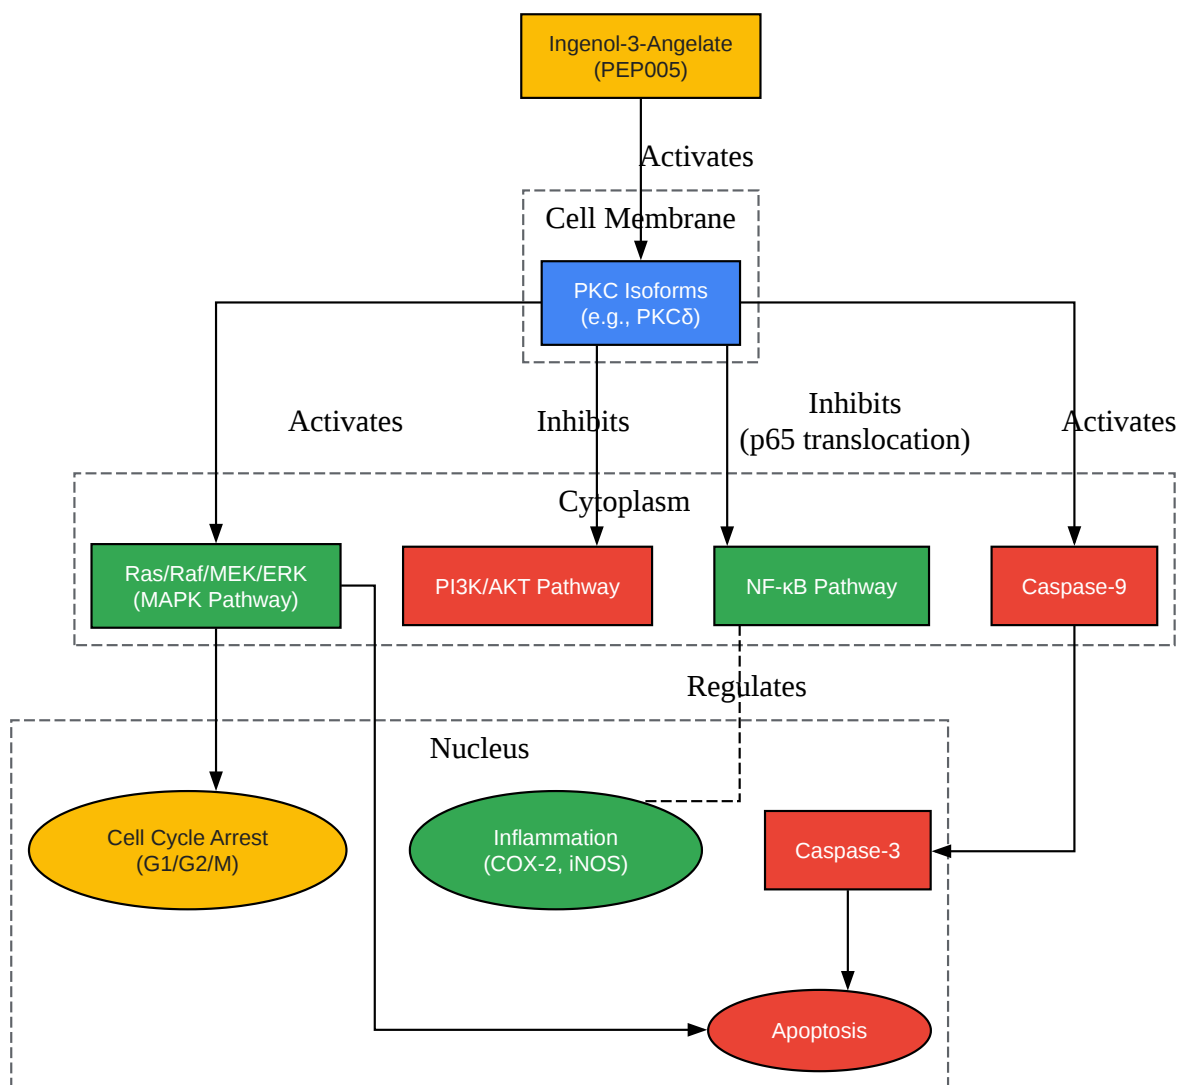 Ingenol-3-Angelate
(PEP005)
Activates
Cell Membrane
PKC Isoforms
(e.g., PKCδ)
Activates
Inhibits
Inhibits
(p65 translocation)
Activates
Cytoplasm
Ras/Raf/MEK/ERK
(MAPK Pathway)
PI3K/AKT Pathway
NF-κB Pathway
Caspase-9
Regulates
Nucleus
Cell Cycle Arrest
(G1/G2/M)
Inflammation
(COX-2, iNOS)
Caspase-3
Apoptosis